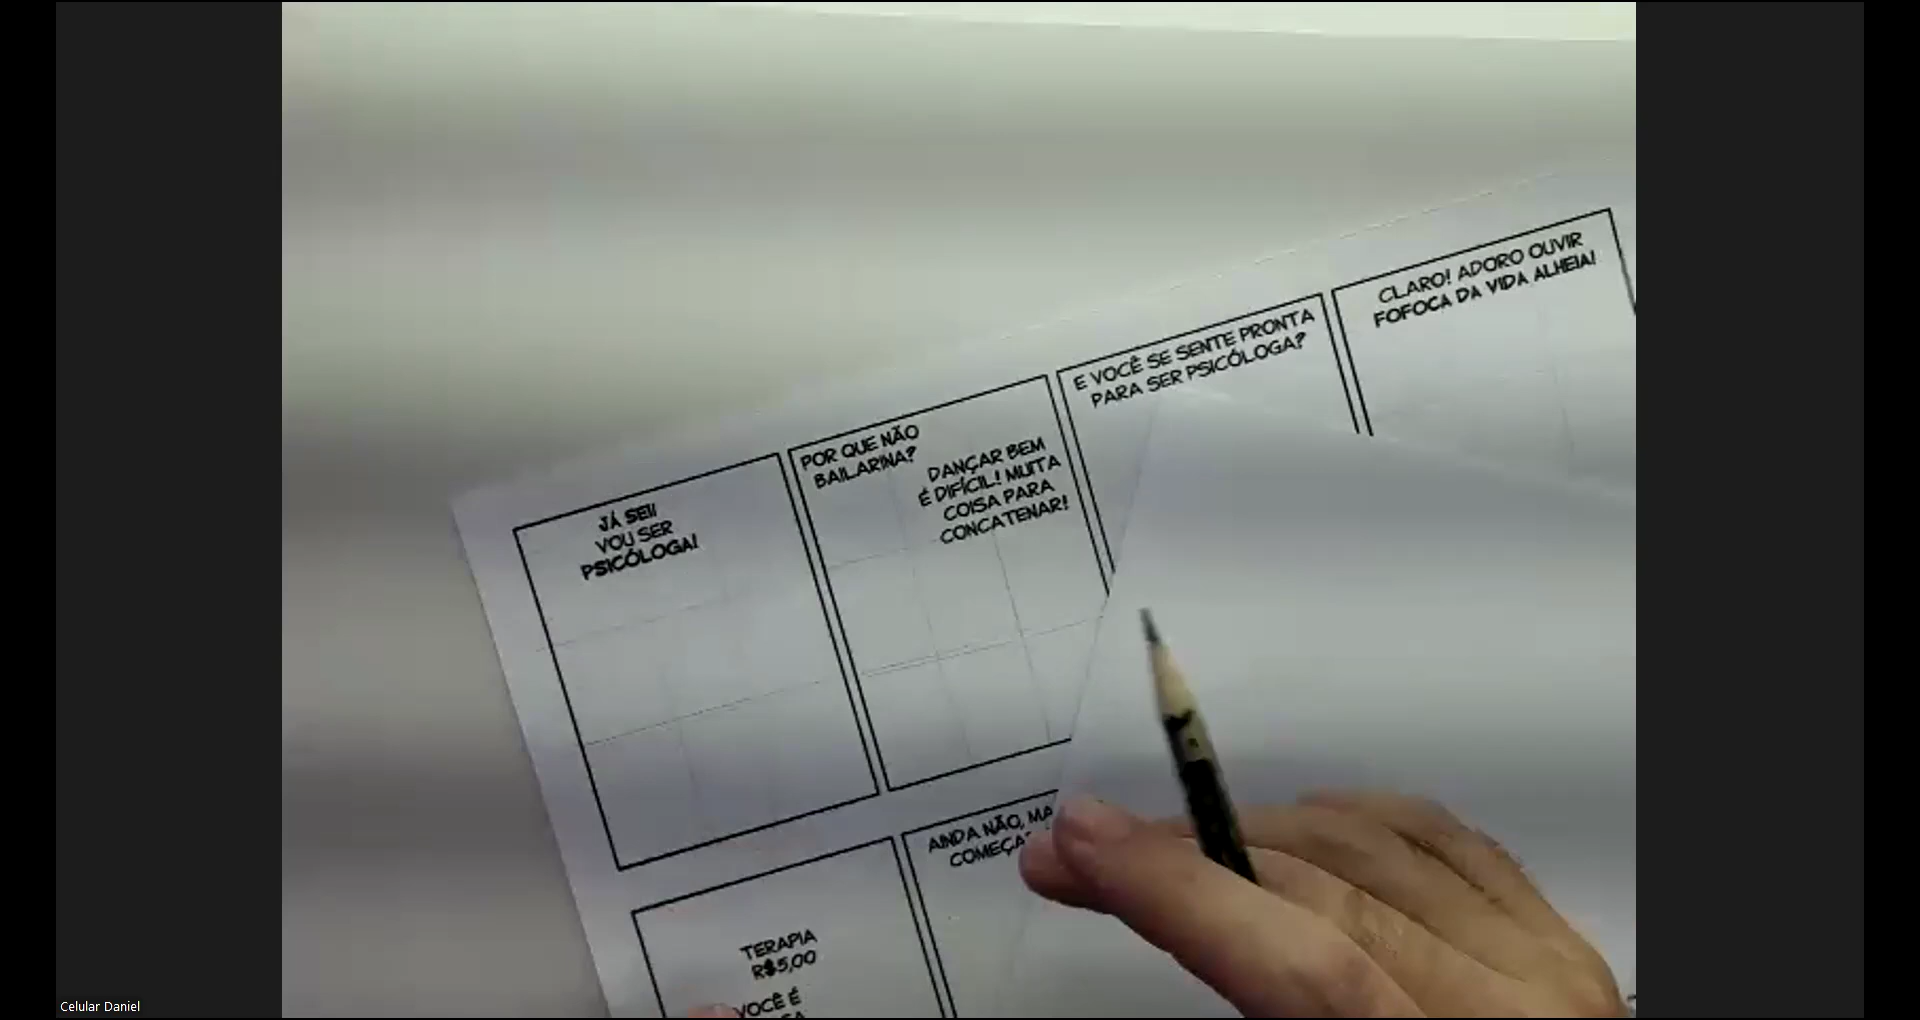 JÁ SEI!
VOU SER
PSICÓLOGA!
POR QUE NÃO
BAILARINA?
DANÇAR BEM
É DIFÍCIL! MUITA
COISA PARA
CONCATENAR!
E VOCÊ SE SENTE PRONTA
PARA SER PSICÓLOGA?
CLARO! ADORO OUVIR
FOFOCA DA VIDA ALHEIA!
TERAPIA
R$5,00
VOCÊ É
AINDA NÃO,
Celular Daniel